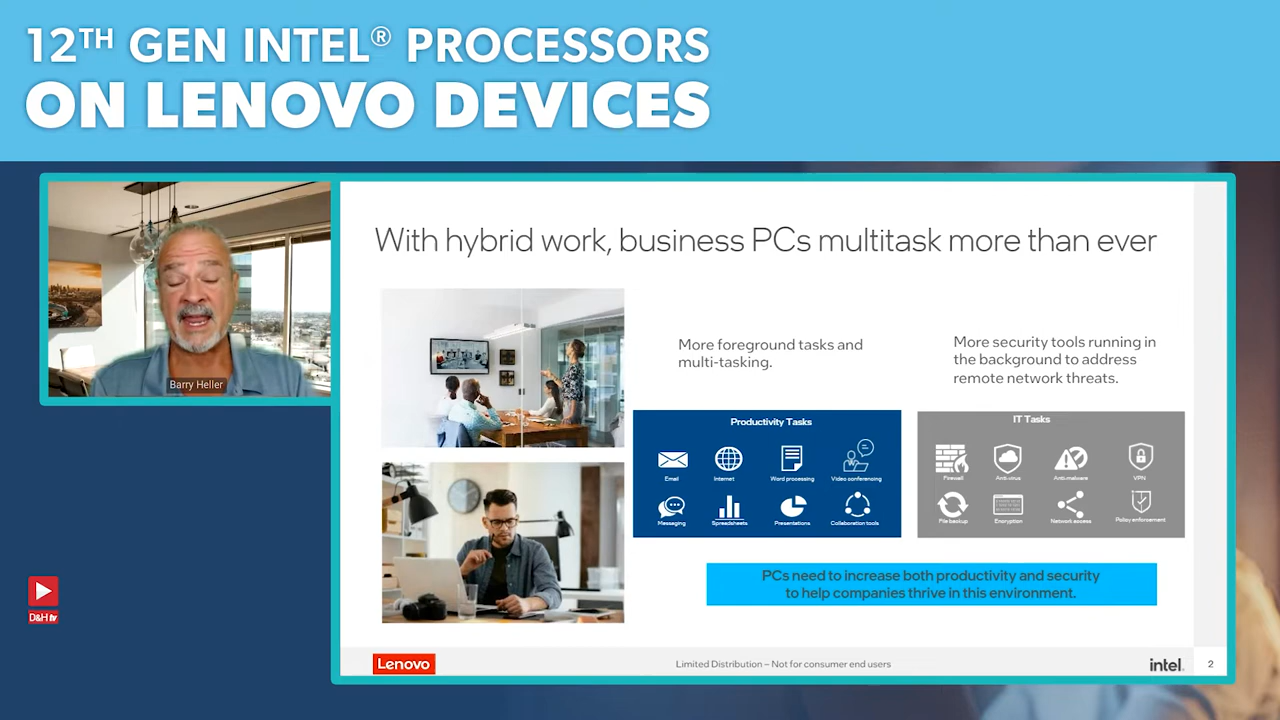 12TH GEN INTEL® PROCESSORS
ON LENOVO DEVICES
Barry Heller
With hybrid work, business PCs multitask more than ever
More foreground tasks and
multi-tasking.
More security tools running in
the background to address
remote network threats.
Productivity Tasks
Email
Internet
Word processing
Video conferencing
Messaging
Spreadsheets
Presentations
Collaboration tools
IT Tasks
Firewall
Anti-virus
Anti-malware
VPN
File backup
Encryption
Network access
Policy enforcement
PCs need to increase both productivity and security
to help companies thrive in this environment.
D&H tv
Lenovo
Limited Distribution – Not for consumer end users
intel.
2